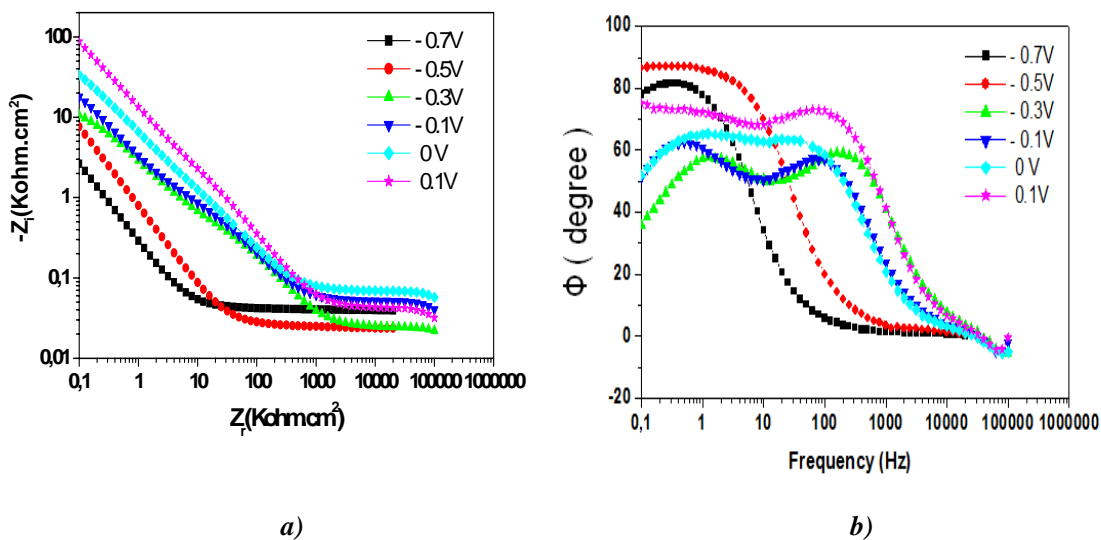 100
10
1
0,1
0,01
0,1 1 10 100 1000 10000 100000 1000000
-Zi(Kohm.cm²)
Zr(Kohmcm²)
- 0.7V
- 0.5V
- 0.3V
- 0.1V
0 V
0.1V
a)
100
80
60
40
20
0
-20
0,1 1 10 100 1000 10000 100000 1000000
Φ ( degree)
Frequency (Hz)
- 0.7V
- 0.5V
- 0.3V
- 0.1V
0 V
0.1V
b)